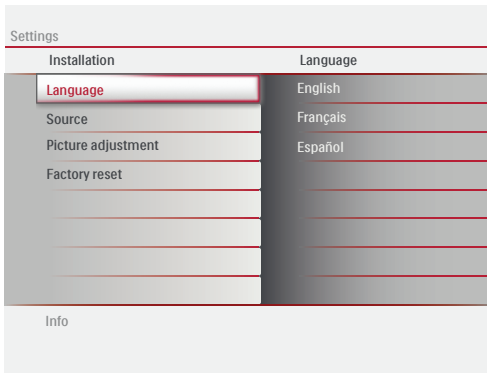 Settings
Installation
Language
Language
English
Source
Français
Picture adjustment
Español
Factory reset
Info